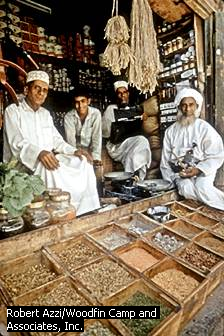 Robert Azzi/Woodfin Camp and
Associates, Inc.